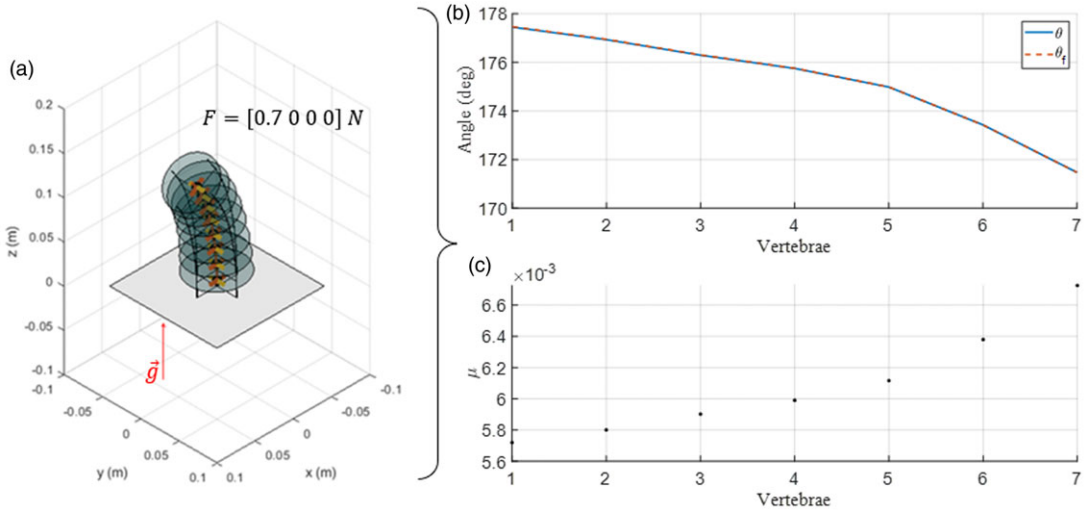 (a)
F = [0.7 0 0 0] N
0.2
0.15
0.1
0.05
0
-0.05
-0.1
z (m)
g⃗
-0.1
-0.05
0
0.05
0.1
y (m)
0.1
0.05
0
-0.05
-0.1
x (m)
(b)
178
176
174
172
170
Angle (deg)
θ
θf
1 2 3 4 5 6 7
Vertebrae
(c)
×10⁻³
6.6
6.4
6.2
6
5.8
5.6
μ
1 2 3 4 5 6 7
Vertebrae